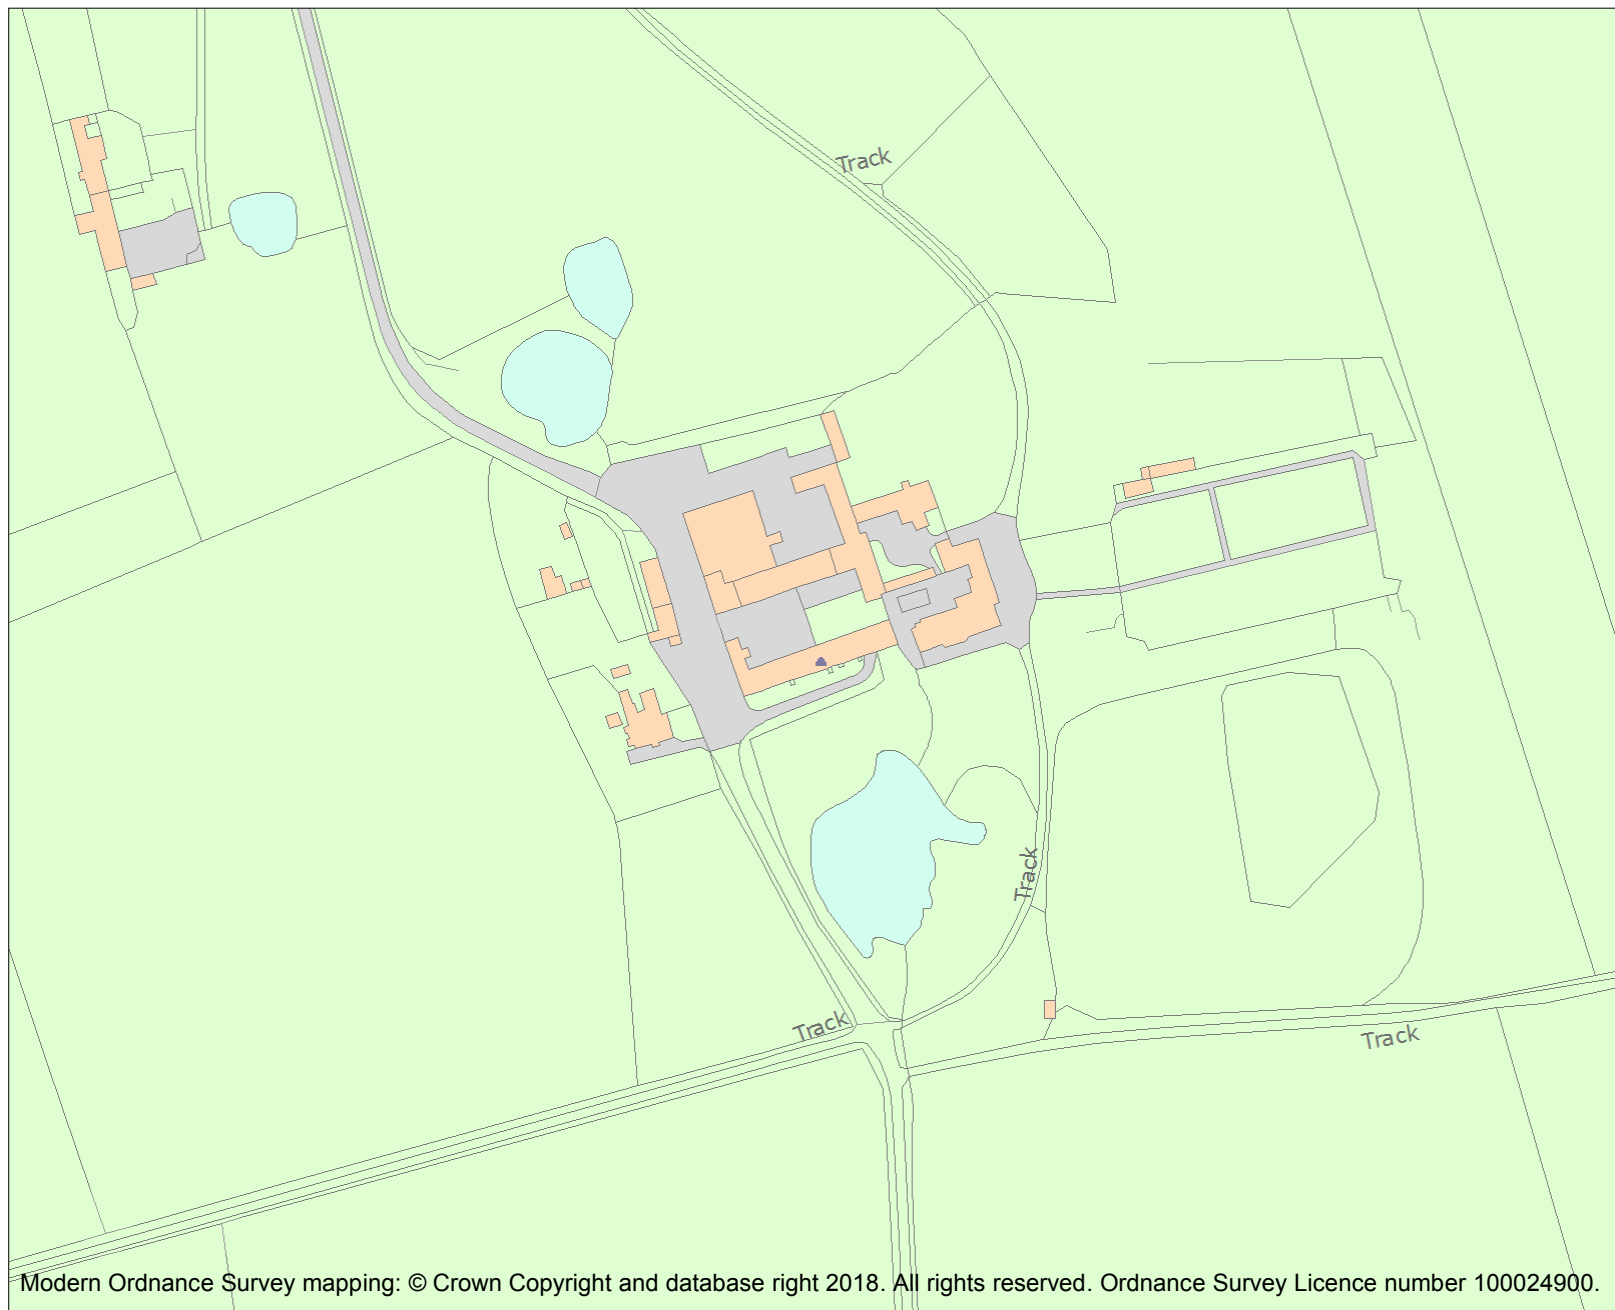 Track
Track
Track
Track
Modern Ordnance Survey mapping: © Crown Copyright and database right 2018. All rights reserved. Ordnance Survey Licence number 100024900.